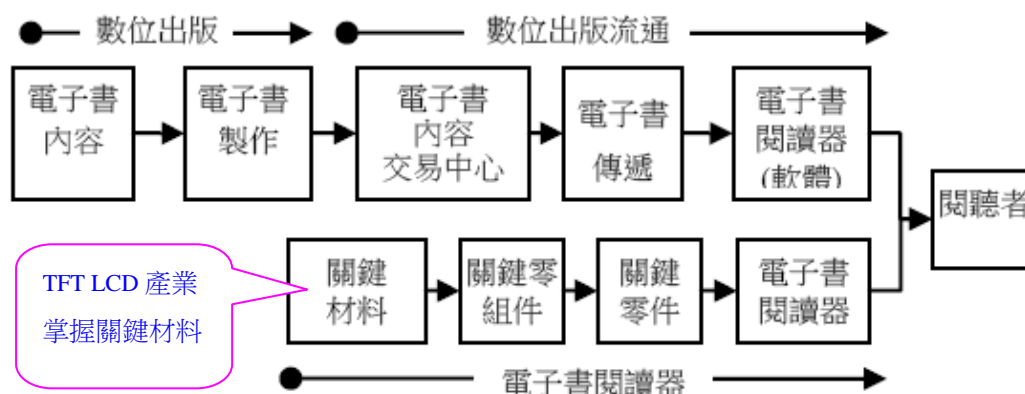 數位出版
數位出版流通
電子書
內容
電子書
製作
電子書
內容
交易中心
電子書
傳遞
電子書
閱讀器
(軟體)
閱聽者
TFT LCD 產業
掌握關鍵材料
關鍵
材料
關鍵零
組件
關鍵
零件
電子書
閱讀器
電子書閱讀器